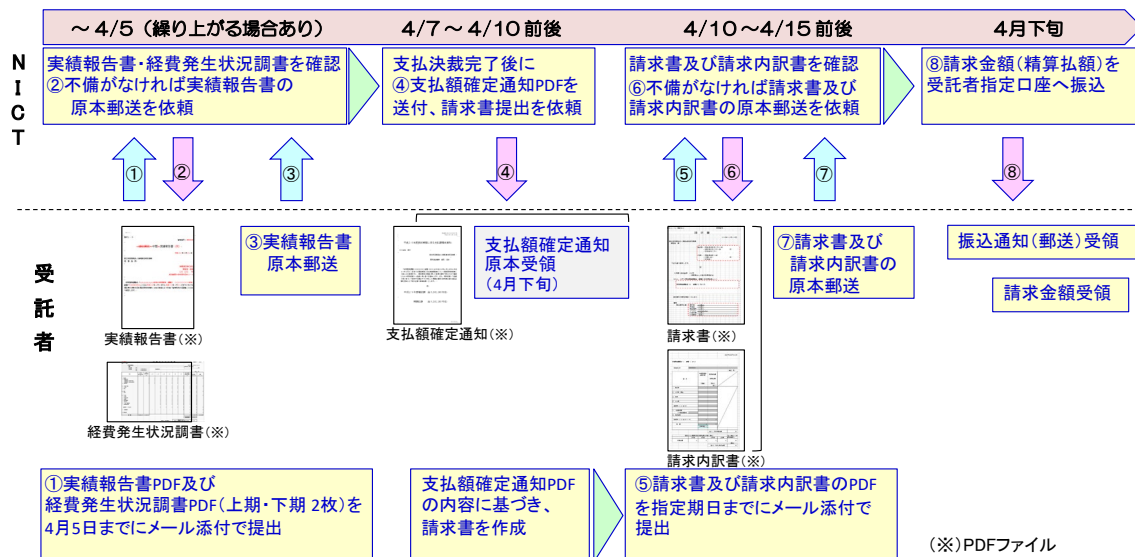 ～ 4/5 （繰り上がる場合あり）
4/7 ～ 4/10 前後
4/10 ～4/15 前後
4月下旬
NICT
実績報告書・経費発生状況調書を確認
②不備がなければ実績報告書の
原本郵送を依頼
支払決裁完了後に
④支払額確定通知PDFを
送付、請求書提出を依頼
請求書及び請求内訳書を確認
⑥不備がなければ請求書及び
請求内訳書の原本郵送を依頼
⑧請求金額（精算払額）を
受託者指定口座へ振込
①
②
③
④
⑤
⑥
⑦
⑧
受託者
③実績報告書
原本郵送
支払額確定通知
原本受領
（4月下旬）
⑦請求書及び
請求内訳書の
原本郵送
振込通知（郵送）受領
請求金額受領
実績報告書（※）
支払額確定通知（※）
請求書（※）
経費発生状況調書（※）
請求内訳書（※）
①実績報告書PDF及び
経費発生状況調書PDF（上期・下期 2枚）を
4月5日までにメール添付で提出
支払額確定通知PDF
の内容に基づき、
請求書を作成
⑤請求書及び請求内訳書のPDF
を指定期日までにメール添付で
提出
（※）PDFファイル